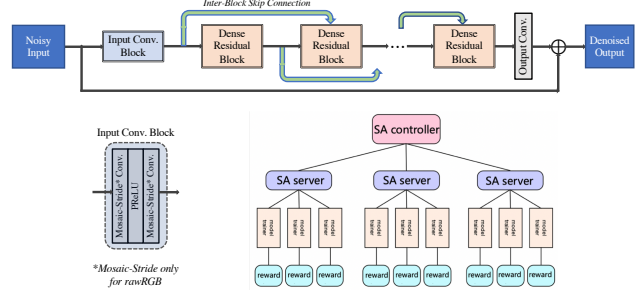 Inter-Block Skip Connection
Noisy
Input
Input Conv.
Block
Dense
Residual
Block
Dense
Residual
Block
...
Dense
Residual
Block
Output Conv.
Denoised
Output
Input Conv. Block
Mosaic-Stride* Conv.
PReLU
Mosaic-Stride* Conv.
*Mosaic-Stride only
for rawRGB
SA controller
SA server
SA server
SA server
model
trainer
model
trainer
model
trainer
model
trainer
model
trainer
model
trainer
model
trainer
model
trainer
model
trainer
reward
reward
reward
reward
reward
reward
reward
reward
reward